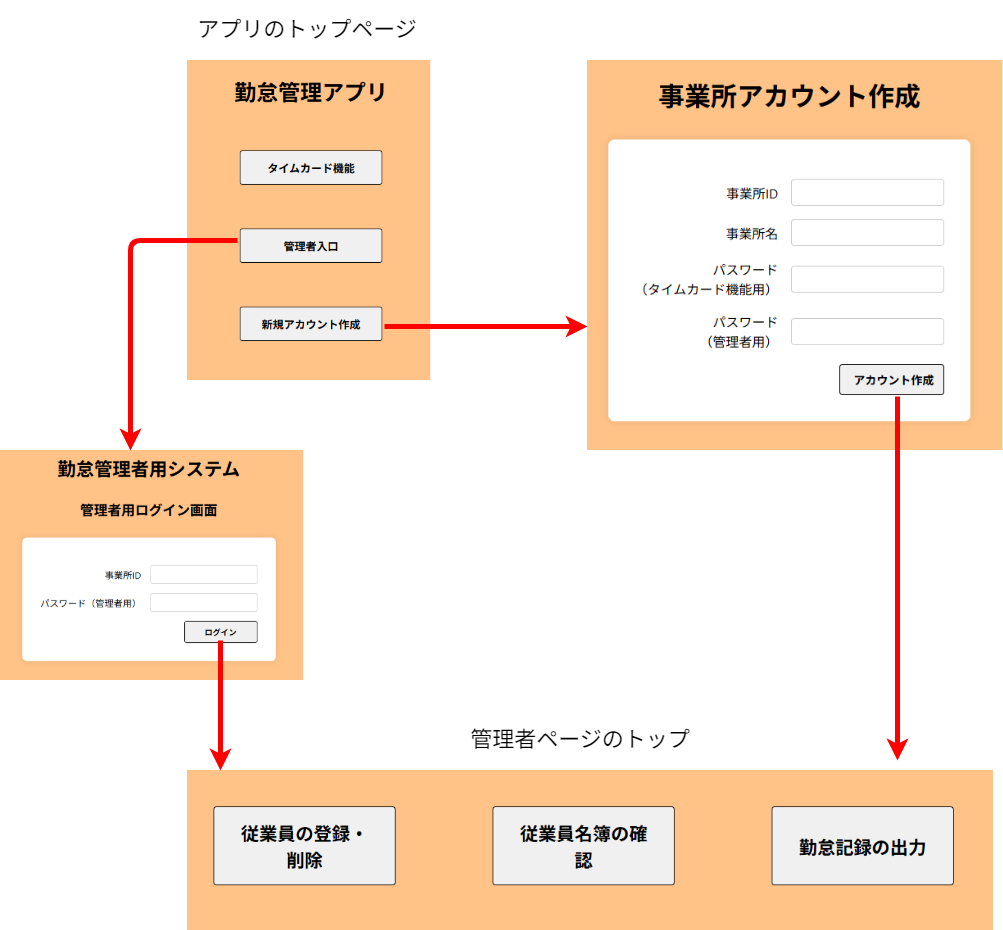 アプリのトップページ
勤怠管理アプリ
タイムカード機能
管理者入口
新規アカウント作成
事業所アカウント作成
事業所ID
事業所名
パスワード
（タイムカード機能用）
パスワード
（管理者用）
アカウント作成
勤怠管理者用システム
管理者用ログイン画面
事業所ID
パスワード（管理者用）
ログイン
管理者ページのトップ
従業員の登録・
削除
従業員名簿の確
認
勤怠記録の出力